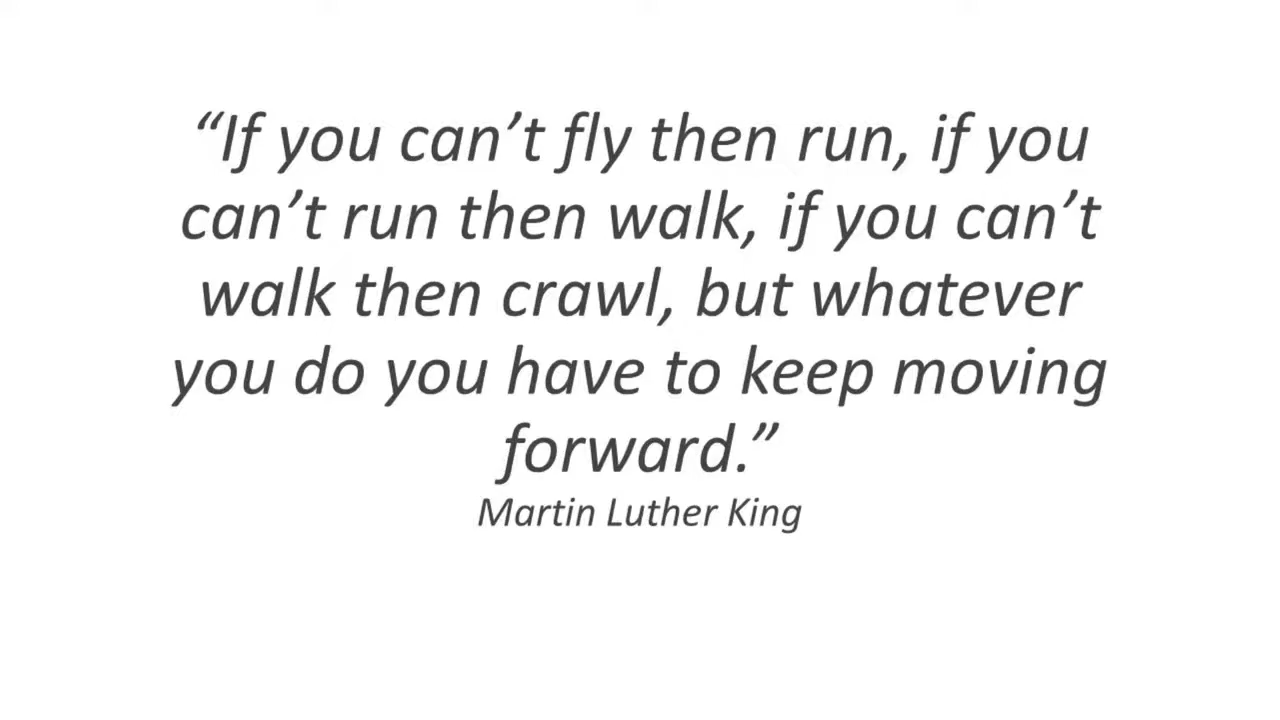 “If you can’t fly then run, if you
can’t run then walk, if you can’t
walk then crawl, but whatever
you do you have to keep moving
forward.”
Martin Luther King